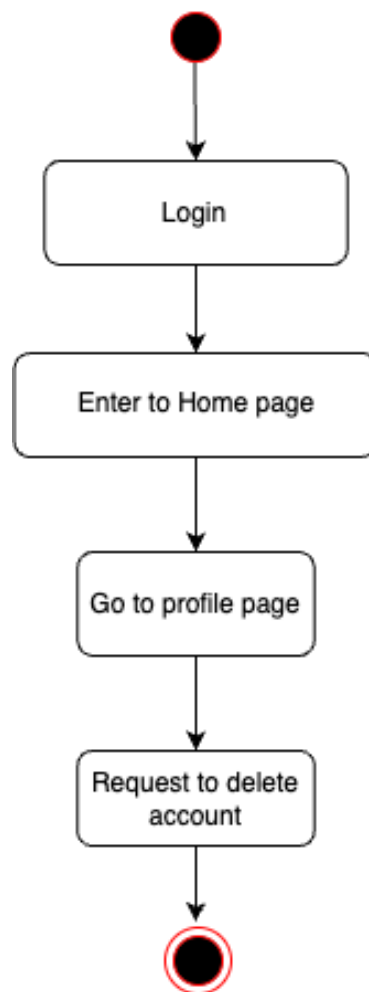 Login
Enter to Home page
Go to profile page
Request to delete
account